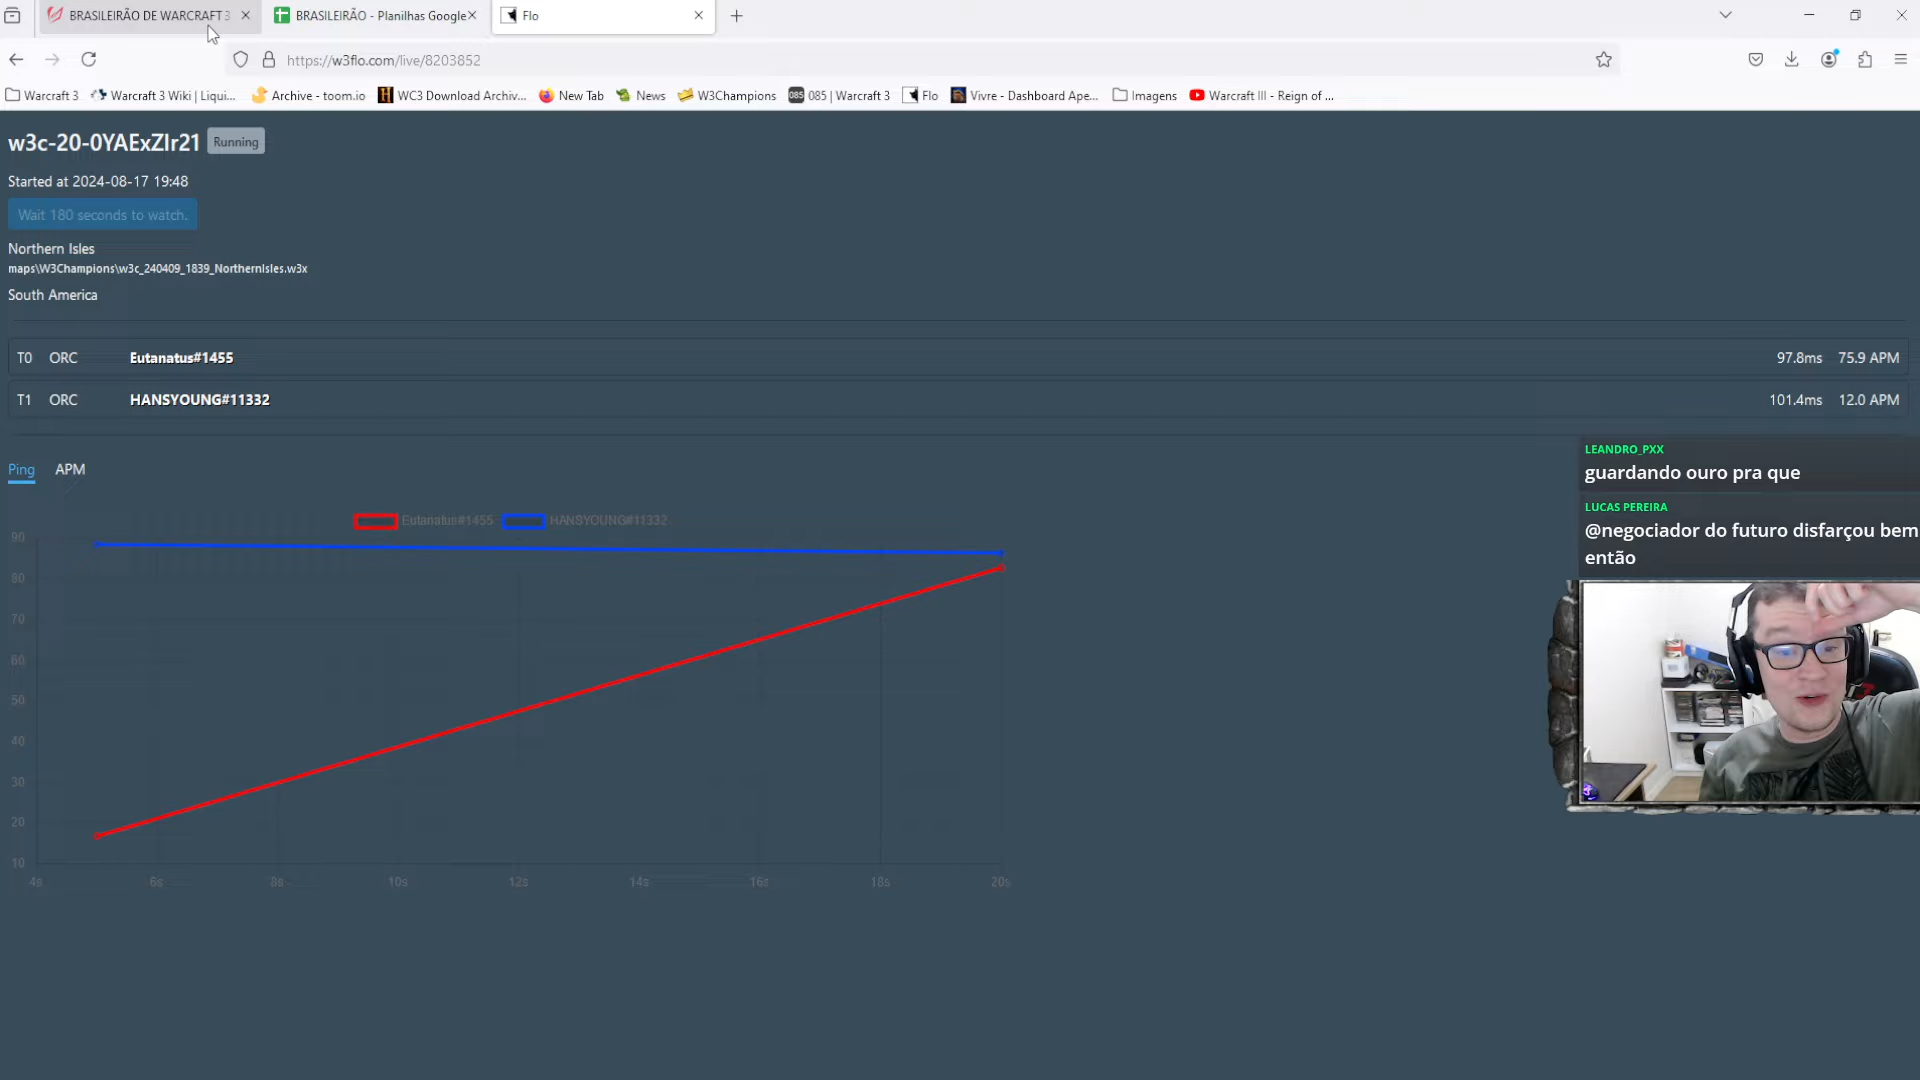 BRASILEIRÃO DE WARCRAFT 3
BRASILEIRÃO - Planilhas Google
Flo
https://w3flo.com/live/8203852
Warcraft 3
Warcraft 3 Wiki | Liqui...
Archive - toom.io
WC3 Download Archiv...
New Tab
News
W3Champions
085 | Warcraft 3
Flo
Vivre - Dashboard Ape...
Imagens
Warcraft III - Reign of ...
w3c-20-0YAExZIr21 Running
Started at 2024-08-17 19:48
Wait 180 seconds to watch.
Northern Isles
maps\W3Champions\w3c_240409_1839_NorthernIsles.w3x
South America
T0 ORC Eutanatus#1455 97.8ms 75.9 APM
T1 ORC HANSYOUNG#11332 101.4ms 12.0 APM
Ping APM
Eutanatus#1455 HANSYOUNG#11332
90
80
70
60
50
40
30
20
10
4s 6s 8s 10s 12s 14s 16s 18s 20s
LEANDRO_PXX
guardando ouro pra que
LUCAS PEREIRA
@negociador do futuro disfarçou bem
então